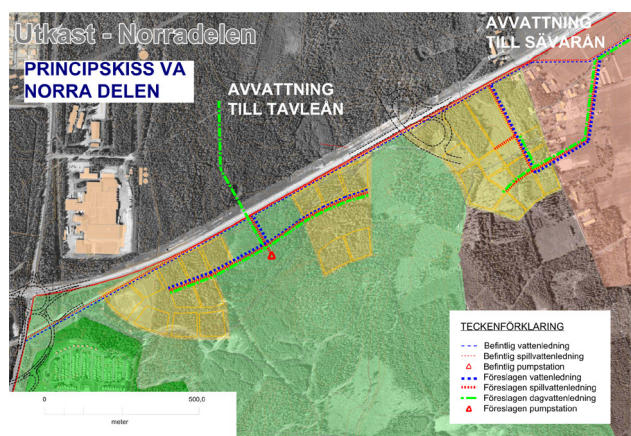 Utkast - Norradelen
PRINCIPSKISS VA
NORRA DELEN
AVVATTNING
TILL TAVLEÅN
AVVATTNING
TILL SÄVARÅN
TECKENFÖRKLARING
Befintlig vattenledning
Befintlig spillvattenledning
Befintlig pumpstation
Föreslagen vattenledning
Föreslagen spillvattenledning
Föreslagen dagvattenledning
Föreslagen pumpstation
0 500,0
meter